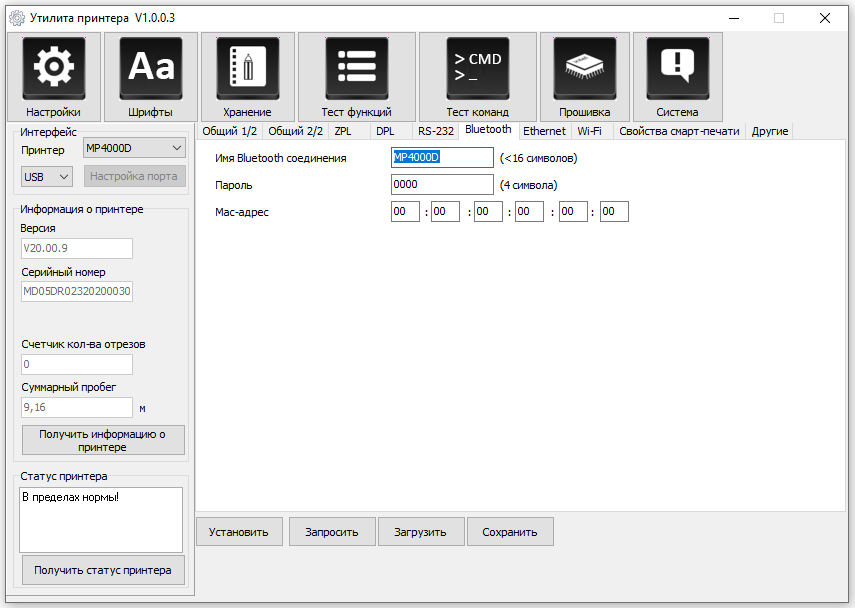 Утилита принтера V1.0.0.3
Aa
> CMD
>_
Настройки
Шрифты
Хранение
Тест функций
Тест команд
Прошивка
Система
Интерфейс
Принтер
MP4000D
USB
Настройка порта
Информация о принтере
Версия
V20.00.9
Серийный номер
MD05DR02320200030
Счетчик кол-ва отрезов
0
Суммарный пробег
9,16 м
Получить информацию о
принтере
Статус принтера
В пределах нормы!
Получить статус принтера
Общий 1/2 Общий 2/2 ZPL DPL RS-232 Bluetooth Ethernet Wi-Fi Свойства смарт-печати Другие
Имя Bluetooth соединения MP4000D (<16 символов)
Пароль 0000 (4 символа)
Мас-адрес 00 : 00 : 00 : 00 : 00 : 00
Установить Запросить Загрузить Сохранить